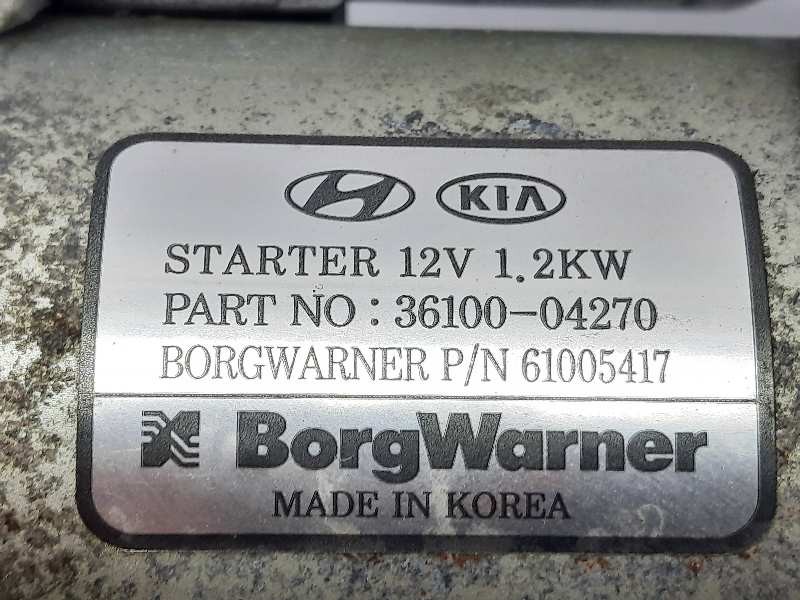 KIA
STARTER 12V 1.2KW
PART NO : 36100-04270
BORGWARNER P/N 61005417
BorgWarner
MADE IN KOREA